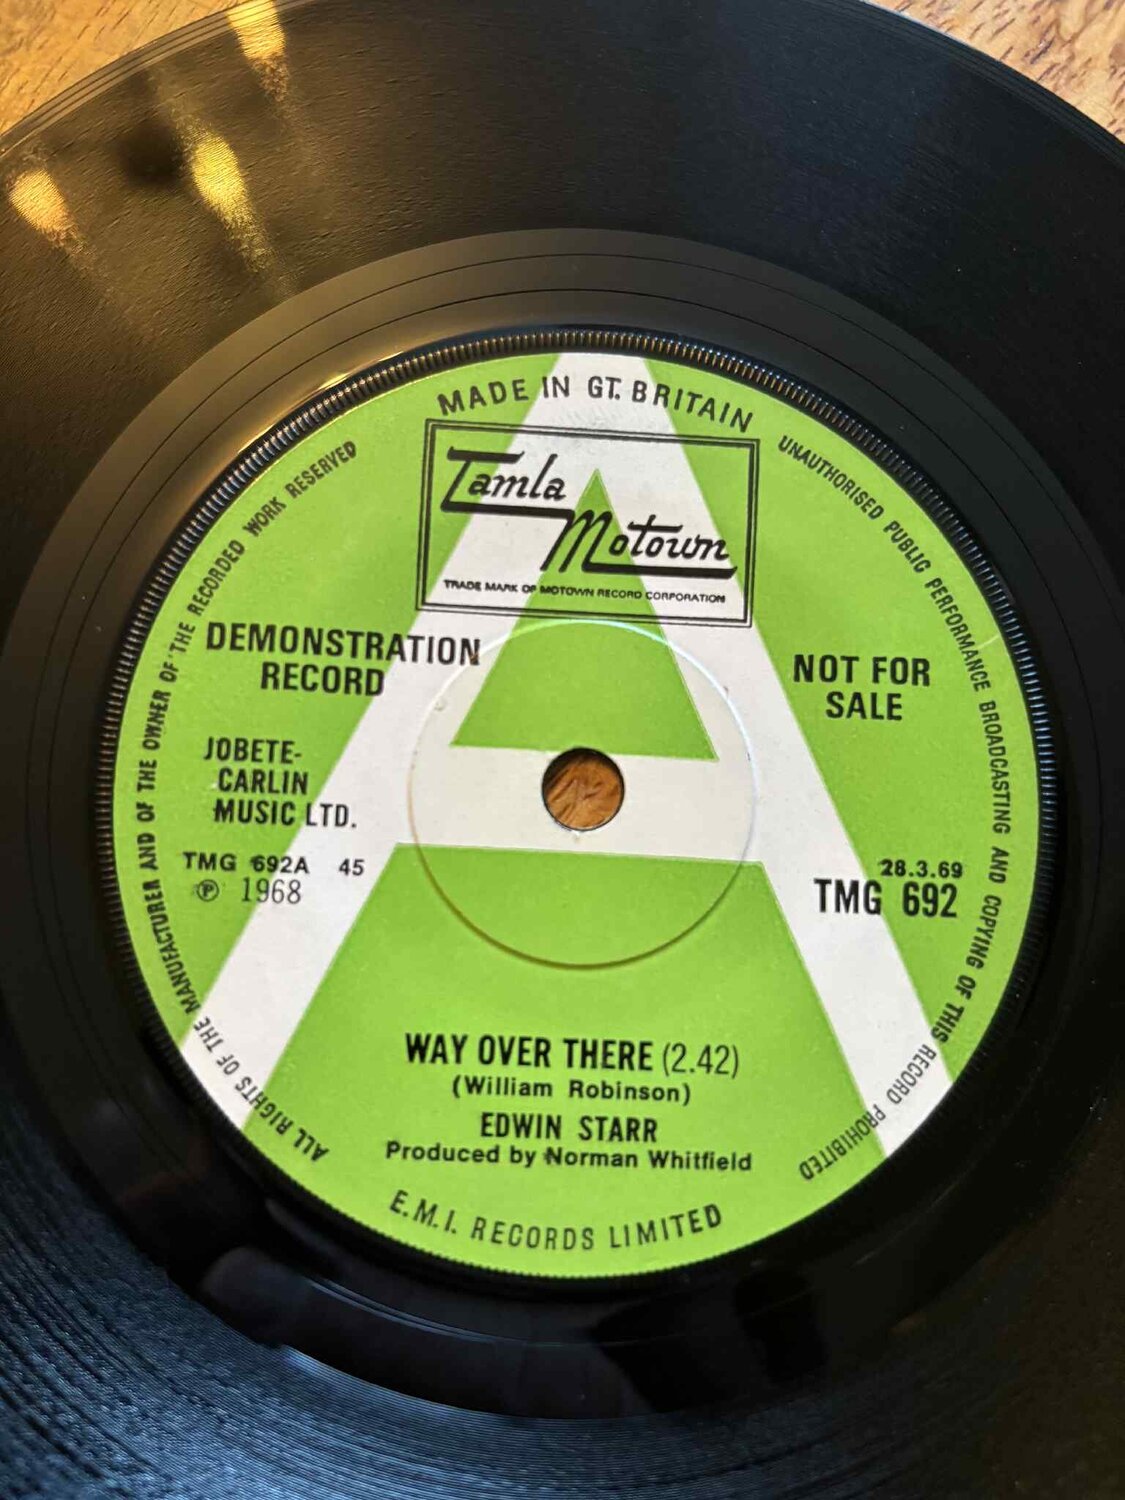 MADE IN GT. BRITAIN
Tamla
Motown
TRADE MARK OF MOTOWN RECORD CORPORATION
DEMONSTRATION
RECORD
NOT FOR
SALE
JOBETE-
CARLIN
MUSIC LTD.
TMG 692A 45
℗ 1968
28.3.69
TMG 692
WAY OVER THERE (2.42)
(William Robinson)
EDWIN STARR
Produced by Norman Whitfield
E.M.I. RECORDS LIMITED
ALL RIGHTS OF THE MANUFACTURER AND OF THE OWNER OF THE RECORDED WORK RESERVED
UNAUTHORISED PUBLIC PERFORMANCE BROADCASTING AND COPYING OF THIS RECORD PROHIBITED